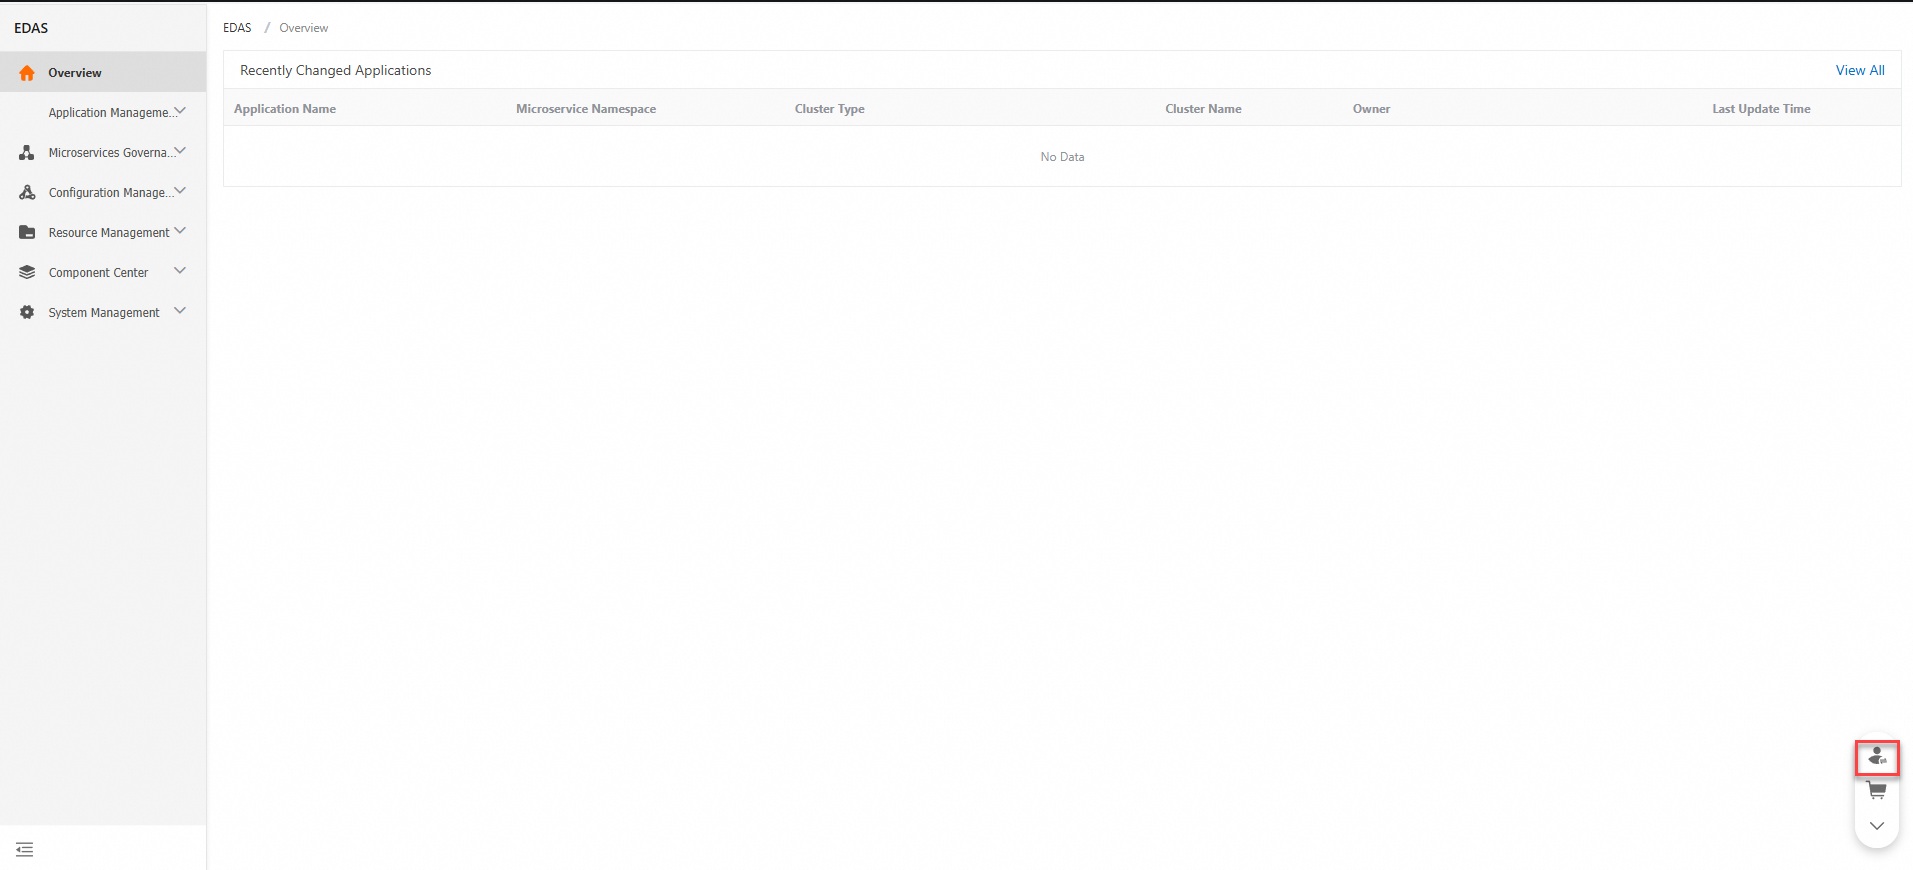 EDAS
Overview
Application Manageme...
Microservices Governa...
Configuration Manage...
Resource Management
Component Center
System Management
EDAS / Overview
Recently Changed Applications
View All
Application Name Microservice Namespace Cluster Type Cluster Name Owner Last Update Time
No Data